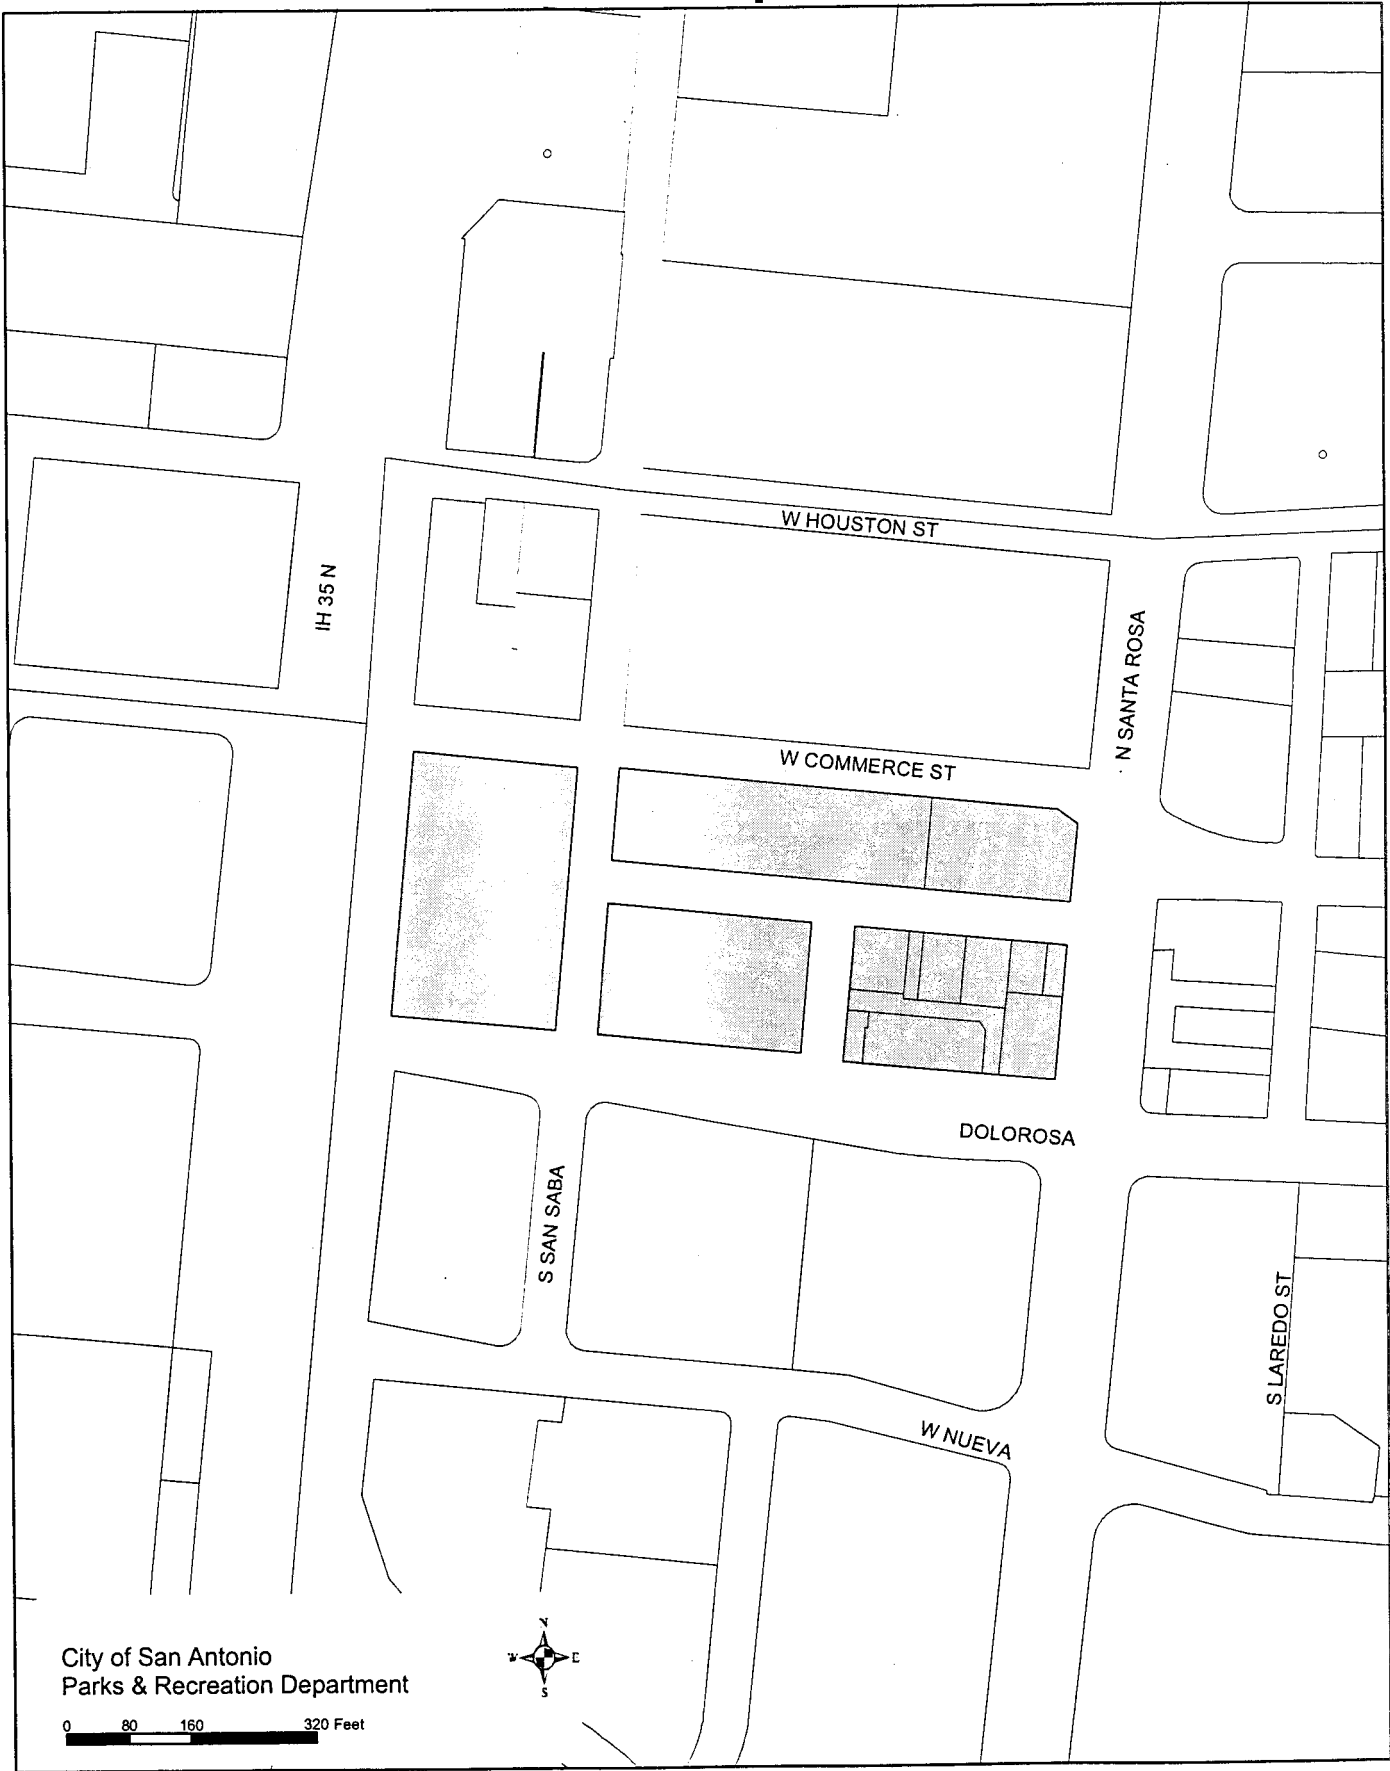 W HOUSTON ST
IH 35 N
N SANTA ROSA
W COMMERCE ST
DOLOROSA
S SAN SABA
S LAREDO ST
W NUEVA
City of San Antonio
Parks & Recreation Department
0 80 160 320 Feet
N
W E
S